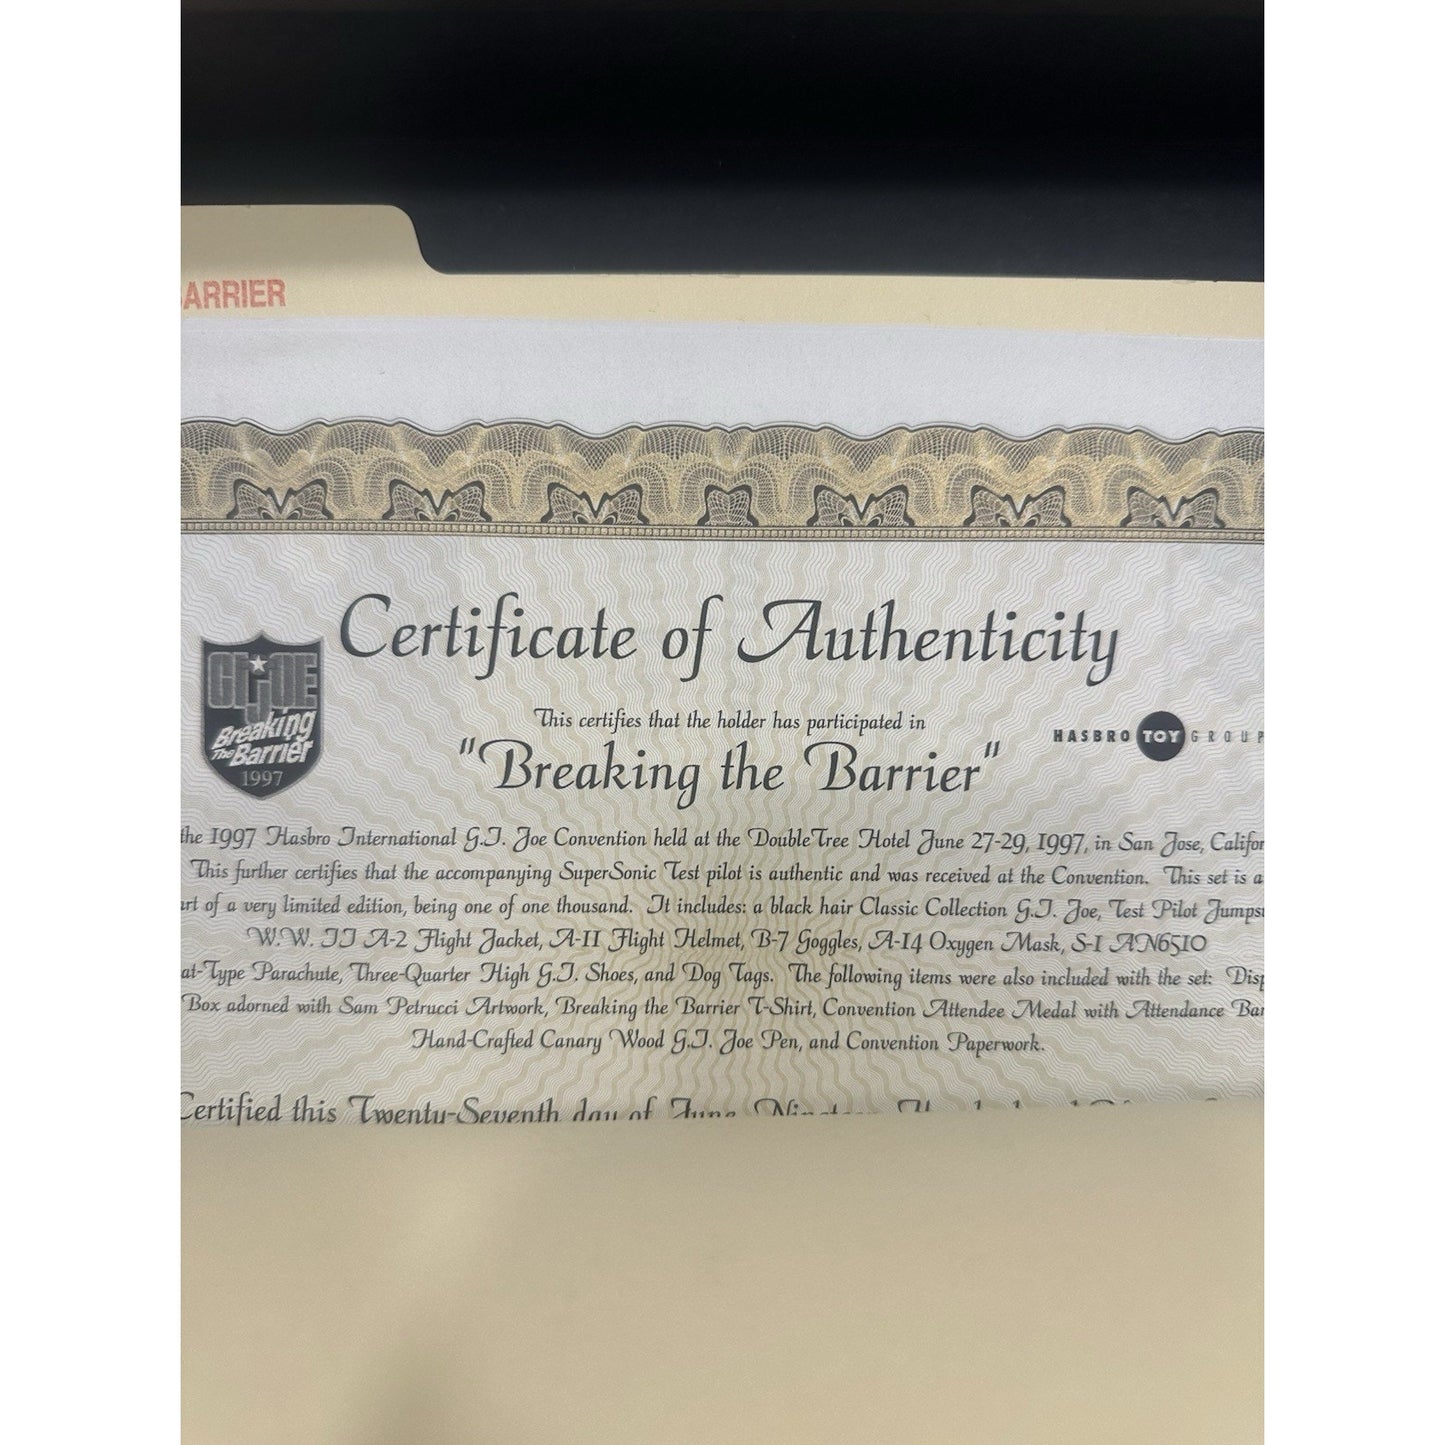 ARRIER
Certificate of Authenticity
GI JOE
Breaking
The Barrier
1997
This certifies that the holder has participated in
"Breaking the Barrier"
HASBRO TOY GROUP
the 1997 Hasbro International G.I. Joe Convention held at the DoubleTree Hotel June 27-29, 1997, in San Jose, Califor
This further certifies that the accompanying SuperSonic Test pilot is authentic and was received at the Convention. This set is a
art of a very limited edition, being one of one thousand. It includes: a black hair Classic Collection G.I. Joe, Test Pilot Jumpsu
W.W. II A-2 Flight Jacket, A-11 Flight Helmet, B-7 Goggles, A-14 Oxygen Mask, S-1 AN6510
at-Type Parachute, Three-Quarter High G.I. Shoes, and Dog Tags. The following items were also included with the set: Disp
Box adorned with Sam Petrucci Artwork, Breaking the Barrier T-Shirt, Convention Attendee Medal with Attendance Bar
Hand-Crafted Canary Wood G.I. Joe Pen, and Convention Paperwork.
Certified this Twenty-Seventh day of June